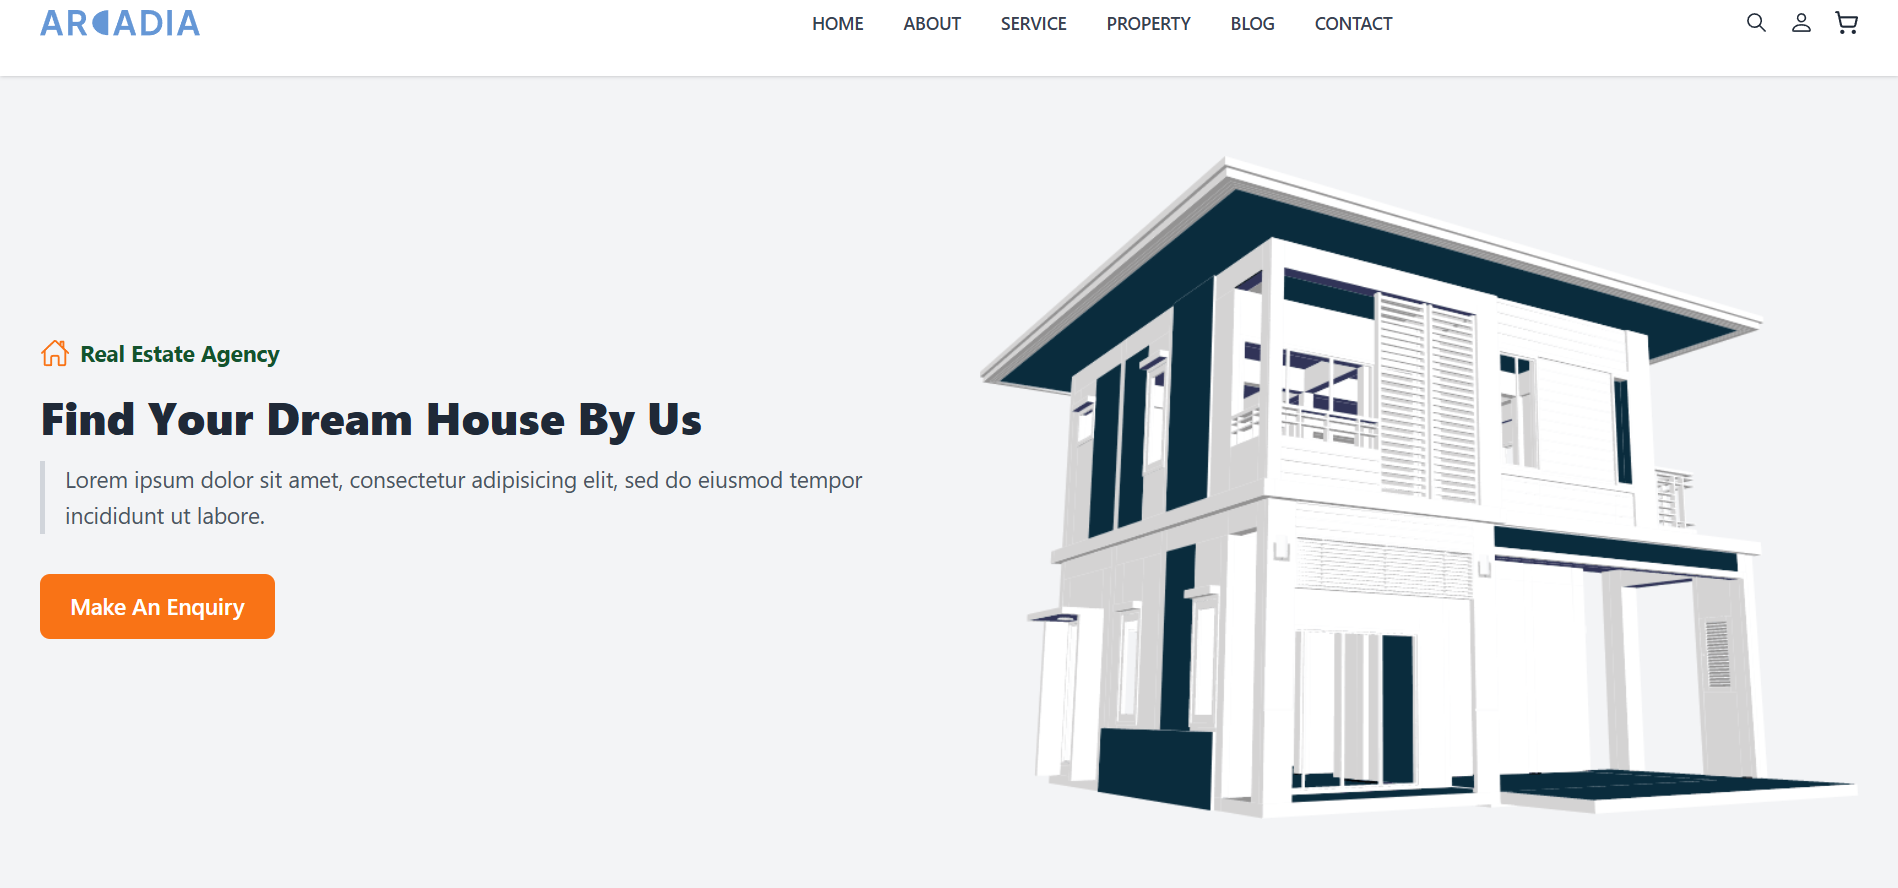 ARCADIA
HOME ABOUT SERVICE PROPERTY BLOG CONTACT
Real Estate Agency
Find Your Dream House By Us
Lorem ipsum dolor sit amet, consectetur adipisicing elit, sed do eiusmod tempor
incididunt ut labore.
Make An Enquiry